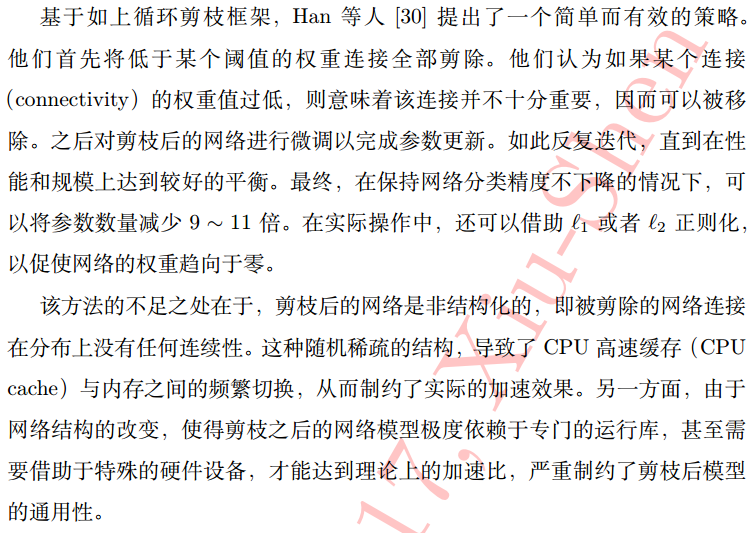 基于如上循环剪枝框架，Han 等人 [30] 提出了一个简单而有效的策略。
他们首先将低于某个阈值的权重连接全部剪除。他们认为如果某个连接
（connectivity）的权重值过低，则意味着该连接并不十分重要，因而可以被移
除。之后对剪枝后的网络进行微调以完成参数更新。如此反复迭代，直到在性
能和规模上达到较好的平衡。最终，在保持网络分类精度不下降的情况下，可
以将参数数量减少 9 ∼ 11 倍。在实际操作中，还可以借助 ℓ₁ 或者 ℓ₂ 正则化，
以促使网络的权重趋向于零。
该方法的不足之处在于，剪枝后的网络是非结构化的，即被剪除的网络连接
在分布上没有任何连续性。这种随机稀疏的结构，导致了 CPU 高速缓存（CPU
cache）与内存之间的频繁切换，从而制约了实际的加速效果。另一方面，由于
网络结构的改变，使得剪枝之后的网络模型极度依赖于专门的运行库，甚至需
要借助于特殊的硬件设备，才能达到理论上的加速比，严重制约了剪枝后模型
的通用性。
17, Xiu-Shen